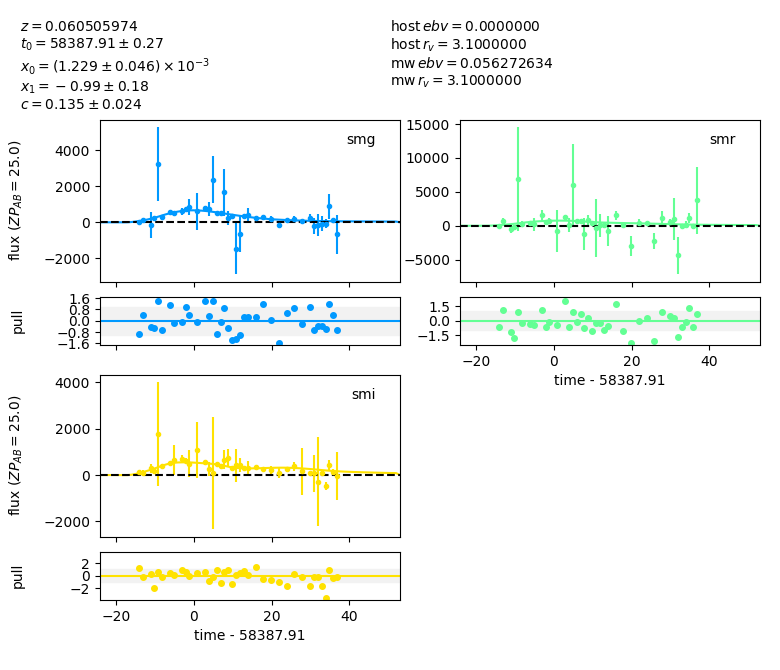 z = 0.060505974
t₀ = 58387.91 ± 0.27
x₀ = (1.229 ± 0.046) × 10⁻³
x₁ = −0.99 ± 0.18
c = 0.135 ± 0.024
host ebv = 0.0000000
host r_v = 3.1000000
mw ebv = 0.056272634
mw r_v = 3.1000000
flux (ZP_AB = 25.0)
4000
2000
0
−2000
smg
15000
10000
5000
0
−5000
smr
pull
1.6
0.8
0.0
−0.8
−1.6
1.5
0.0
−1.5
−20
0
20
40
time - 58387.91
flux (ZP_AB = 25.0)
4000
2000
0
−2000
smi
pull
2
0
−2
−20
0
20
40
time - 58387.91